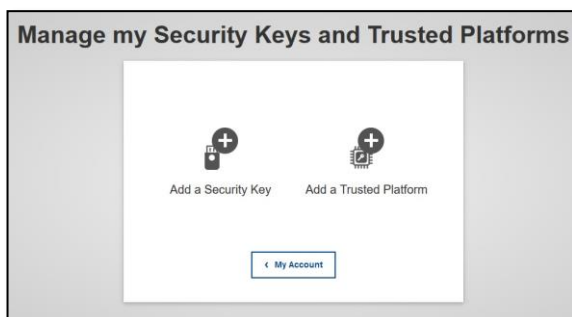 Manage my Security Keys and Trusted Platforms
Add a Security Key
Add a Trusted Platform
‹ My Account